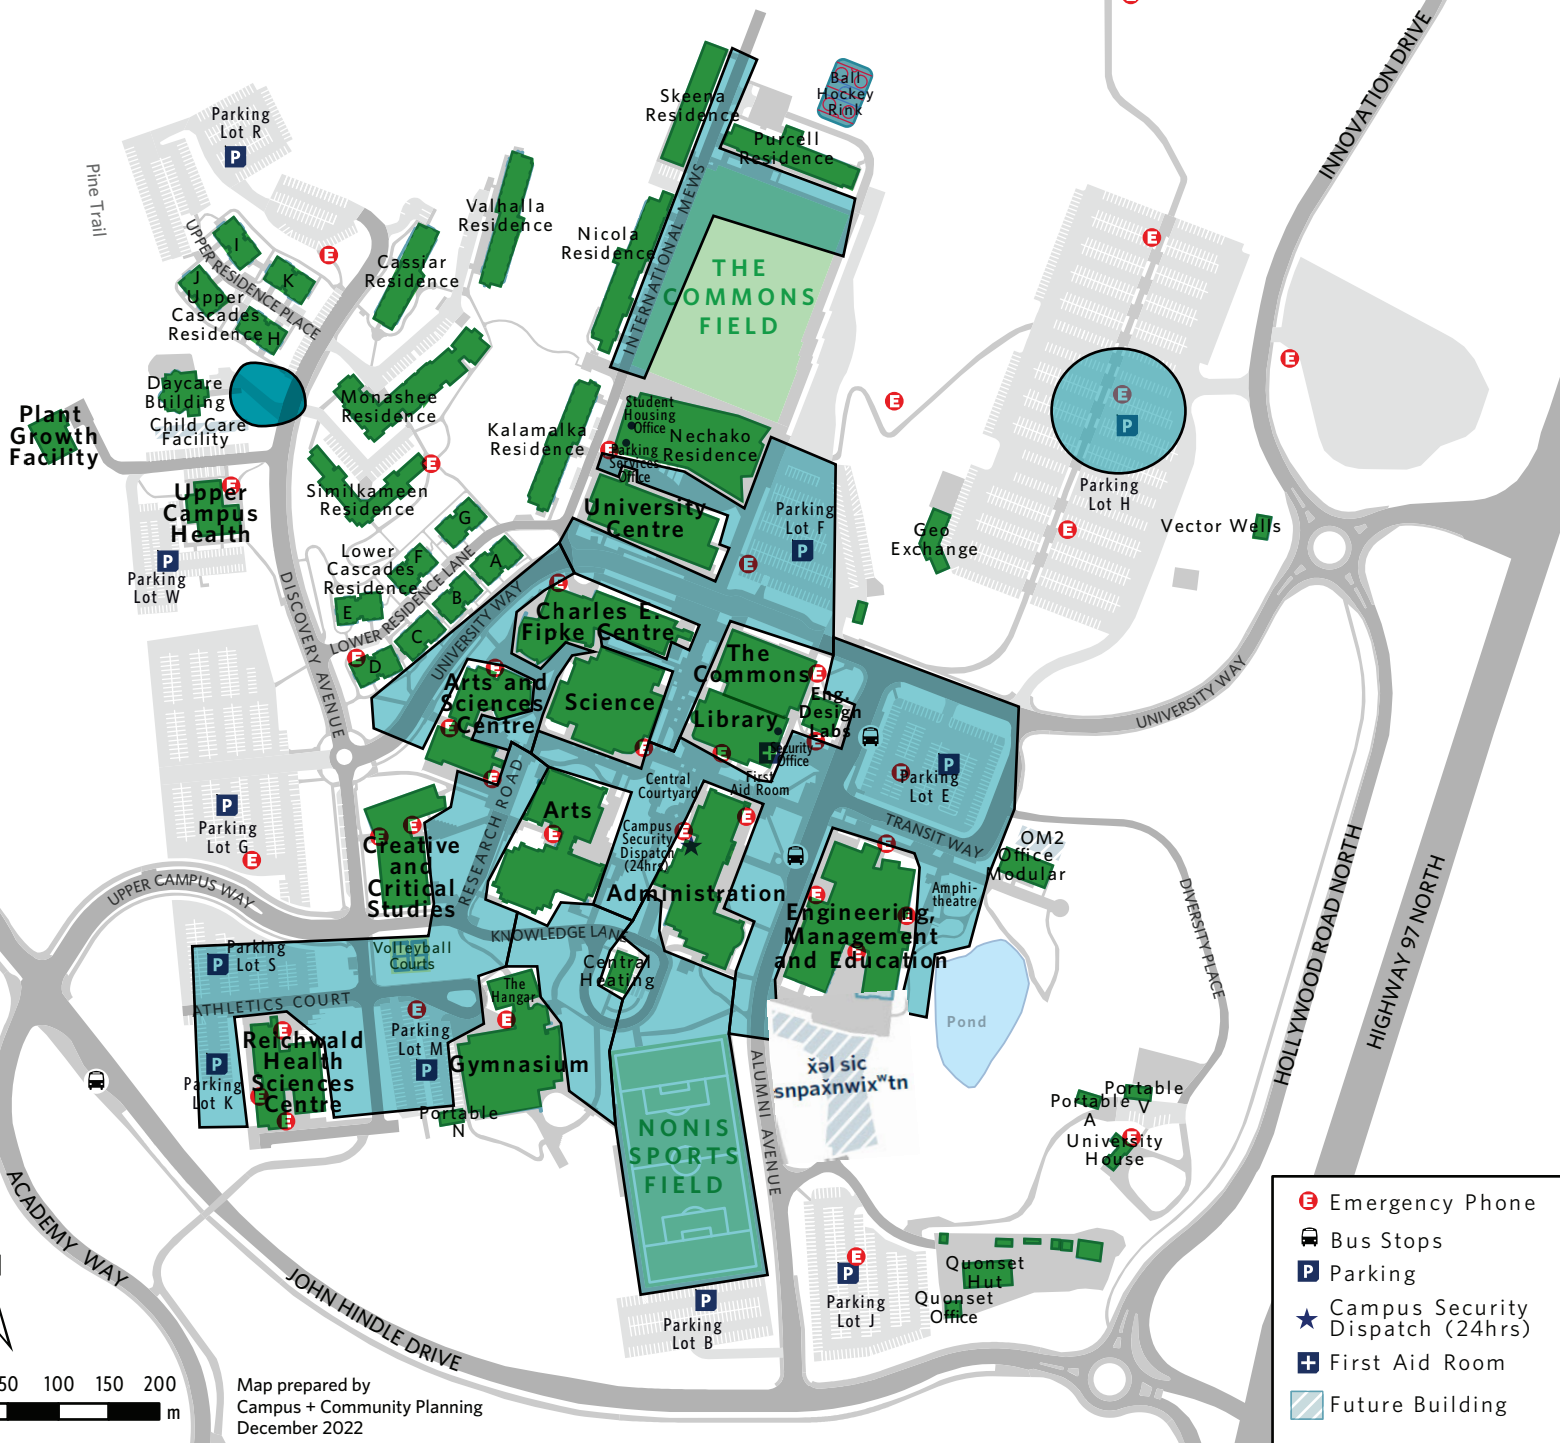 Parking
Lot R
P
Pine Trail
UPPER RESIDENCE PLACE
I
J
K
H
Upper
Cascades
Residence
Cassiar
Residence
Valhalla
Residence
Skeena
Residence
Nicola
Residence
INTERNATIONAL MEWS
Ball
Hockey
Rink
Purcell
Residence
THE
COMMONS
FIELD
INNOVATION DRIVE
Daycare
Building
Child Care
Facility
Plant
Growth
Facility
Monashee
Residence
Kalamalka
Residence
Student
Housing
Office
Parking
Services
Office
Nechako
Residence
Upper
Campus
Health
Similkameen
Residence
University
Centre
Parking
Lot F
P
Geo
Exchange
P
Parking
Lot H
Vector Wells
P
Parking
Lot W
DISCOVERY AVENUE
Lower
Cascades
Residence
LOWER RESIDENCE LANE
G
F
A
B
E
C
D
UNIVERSITY WAY
Charles E.
Fipke Centre
Arts and
Sciences
Centre
Science
The
Commons
Library
Eng.
Design
Labs
Security
Office
First
Aid Room
UNIVERSITY WAY
P
Parking
Lot E
TRANSIT WAY
Central
Courtyard
Campus
Security
Dispatch
(24hrs)
Administration
Arts
RESEARCH ROAD
Creative
and
Critical
Studies
P
Parking
Lot G
UPPER CAMPUS WAY
OM2
Office
Modular
Amphi-
theatre
Engineering,
Management
and Education
DIVERSITY PLACE
HOLLYWOOD ROAD NORTH
HIGHWAY 97 NORTH
P
Parking
Lot S
Volleyball
Courts
KNOWLEDGE LANE
Central
Heating
ATHLETICS COURT
The
Hangar
Gymnasium
Parking
Lot M
P
Reichwald
Health
Sciences
Centre
P
Parking
Lot K
Portable
N
Pond
x̌əl sic
snpax̌nwixʷtn
ALUMNI AVENUE
NONIS
SPORTS
FIELD
Portable
A
Portable
V
University
House
ACADEMY WAY
JOHN HINDLE DRIVE
P
Parking
Lot B
P
Parking
Lot J
Quonset
Hut
Quonset
Office
E Emergency Phone
Bus Stops
P Parking
Campus Security
Dispatch (24hrs)
First Aid Room
Future Building
50 100 150 200
m
Map prepared by
Campus + Community Planning
December 2022